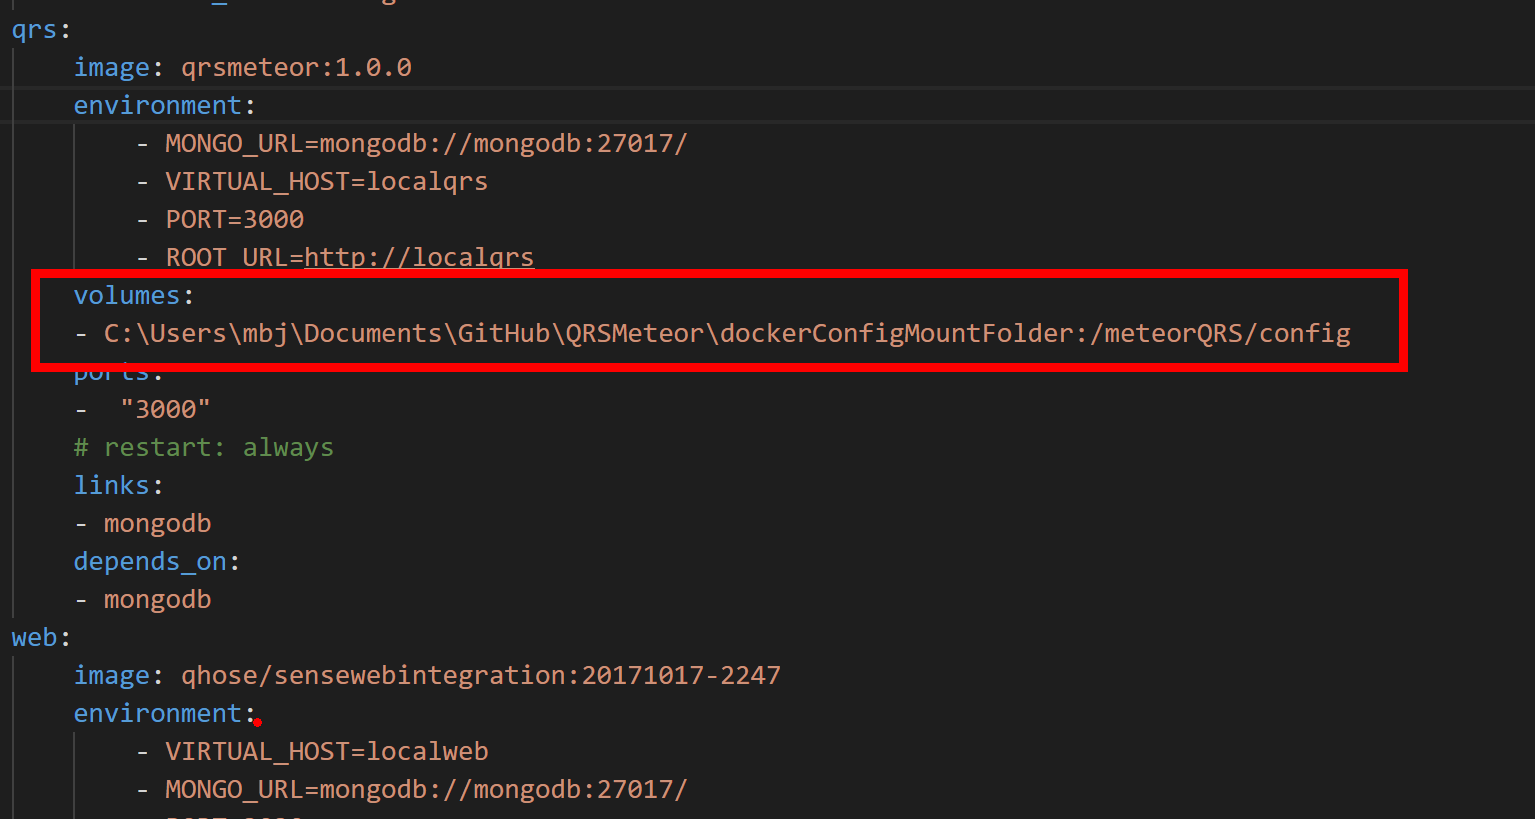 qrs:
image: qrsmeteor:1.0.0
environment:
- MONGO_URL=mongodb://mongodb:27017/
- VIRTUAL_HOST=localqrs
- PORT=3000
- ROOT_URL=http://localqrs
volumes:
- C:\Users\mbj\Documents\GitHub\QRSMeteor\dockerConfigMountFolder:/meteorQRS/config
ports:
- "3000"
# restart: always
links:
- mongodb
depends_on:
- mongodb
web:
image: qhose/sensewebintegration:20171017-2247
environment:
- VIRTUAL_HOST=localweb
- MONGO_URL=mongodb://mongodb:27017/